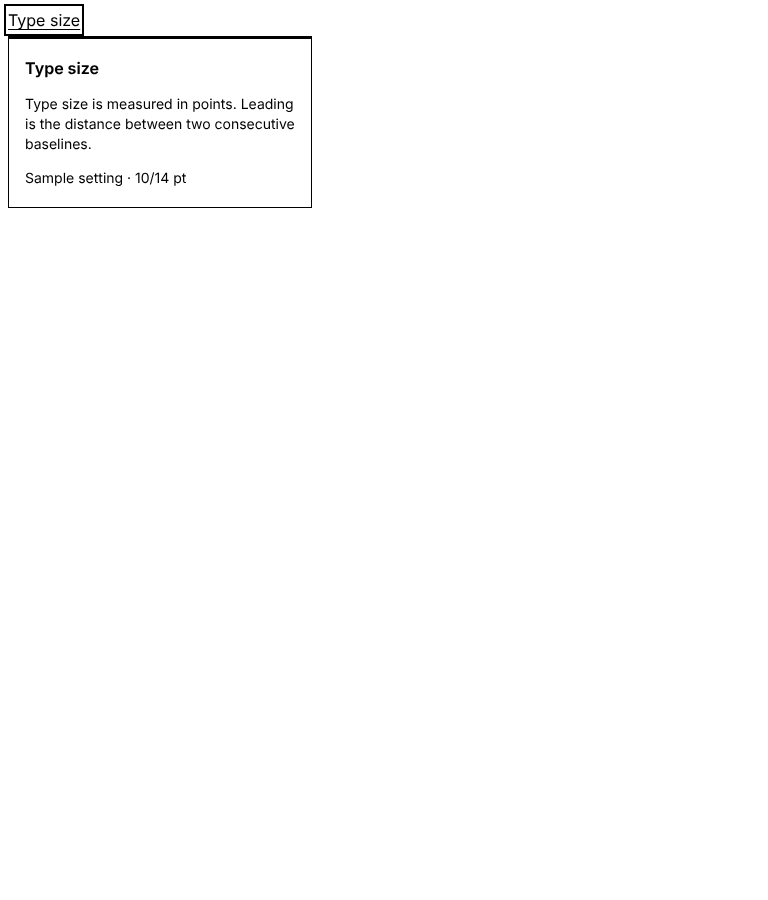 Type size
Type size
Type size is measured in points. Leading
is the distance between two consecutive
baselines.
Sample setting · 10/14 pt